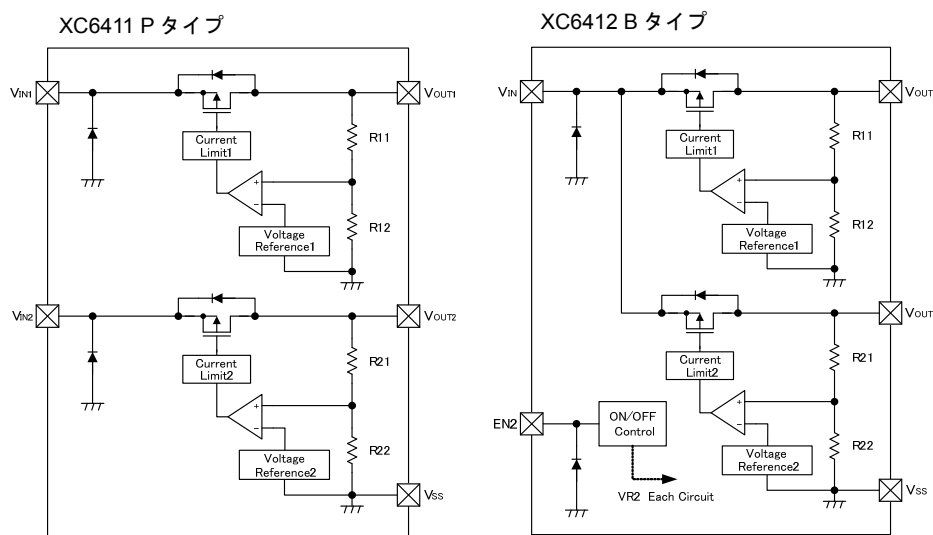 XC6411 P タイプ
VIN1
VOUT1
R11
Current
Limit1
+
−
R12
Voltage
Reference1
VIN2
VOUT2
R21
Current
Limit2
+
−
R22
Voltage
Reference2
VSS
XC6412 B タイプ
VIN
VOUT
R11
Current
Limit1
+
−
R12
Voltage
Reference1
VOUT
R21
Current
Limit2
+
−
EN2
ON/OFF
Control
R22
Voltage
Reference2
VR2 Each Circuit
VSS